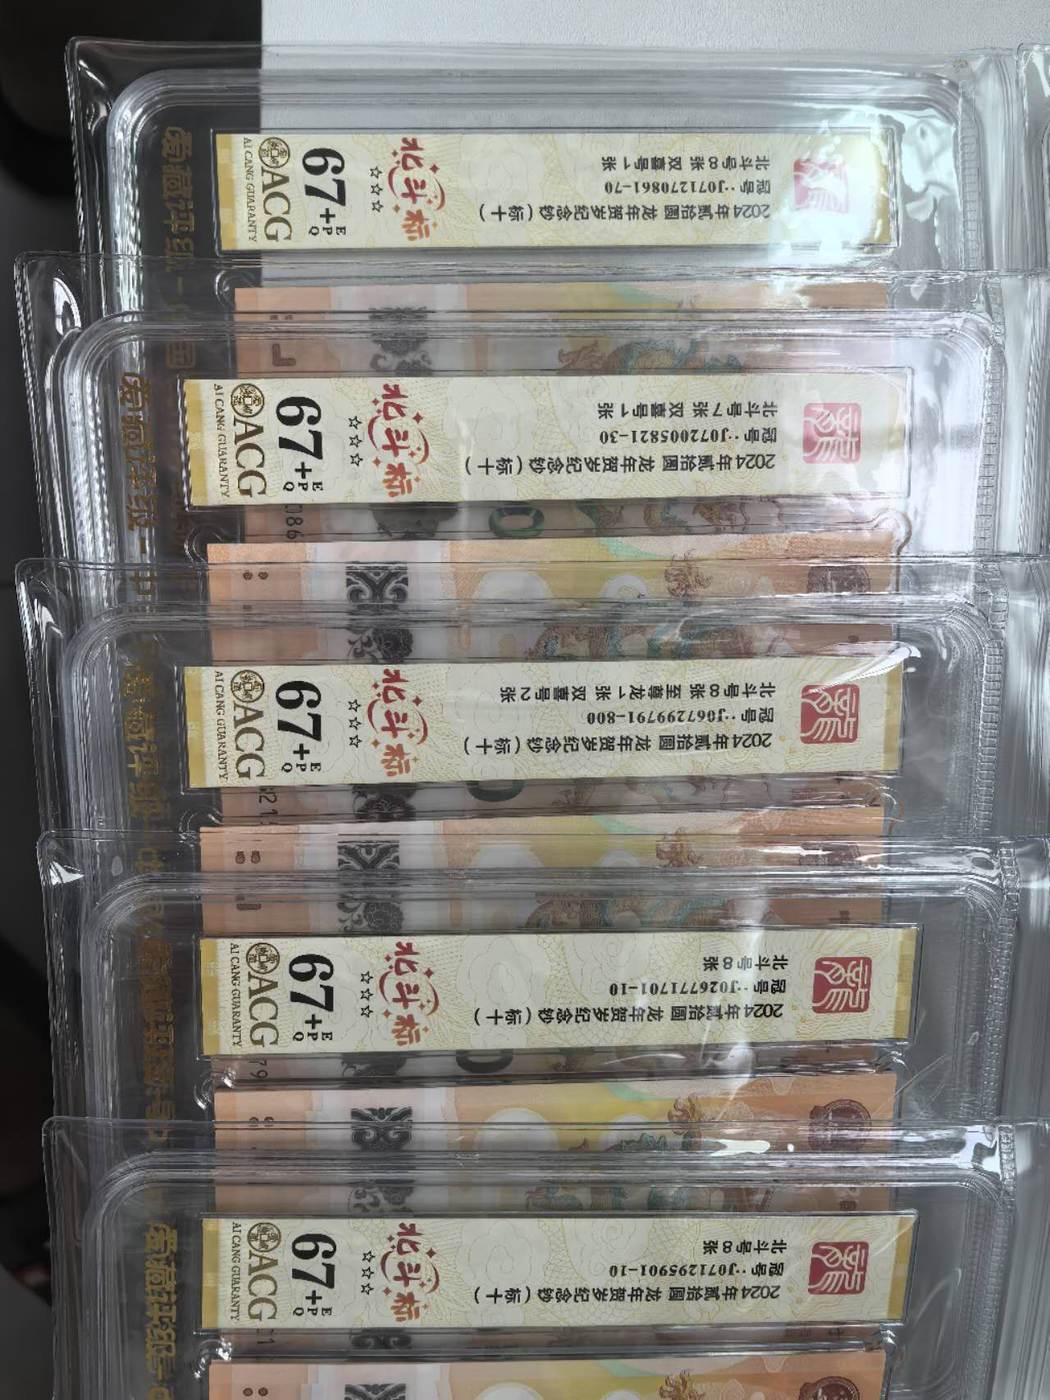 2024年贰拾圆 龙年贺岁纪念钞（标十）
冠号：J071270861-70
北斗号8张 双喜号1张
北斗标
67+
EPQ
ACG
AI CANG GUARANTY
2024年贰拾圆 龙年贺岁纪念钞（标十）
冠号：J072005821-30
北斗号7张 双喜号1张
北斗标
67+
EPQ
ACG
AI CANG GUARANTY
2024年贰拾圆 龙年贺岁纪念钞（标十）
冠号：J067299791-800
北斗号8张 至尊龙1张 双喜号2张
北斗标
67+
EPQ
ACG
AI CANG GUARANTY
2024年贰拾圆 龙年贺岁纪念钞（标十）
冠号：J026771701-10
北斗号8张
北斗标
67+
EPQ
ACG
AI CANG GUARANTY
2024年贰拾圆 龙年贺岁纪念钞（标十）
冠号：J071295901-10
北斗号8张
北斗标
67+
EPQ
ACG
AI CANG GUARANTY